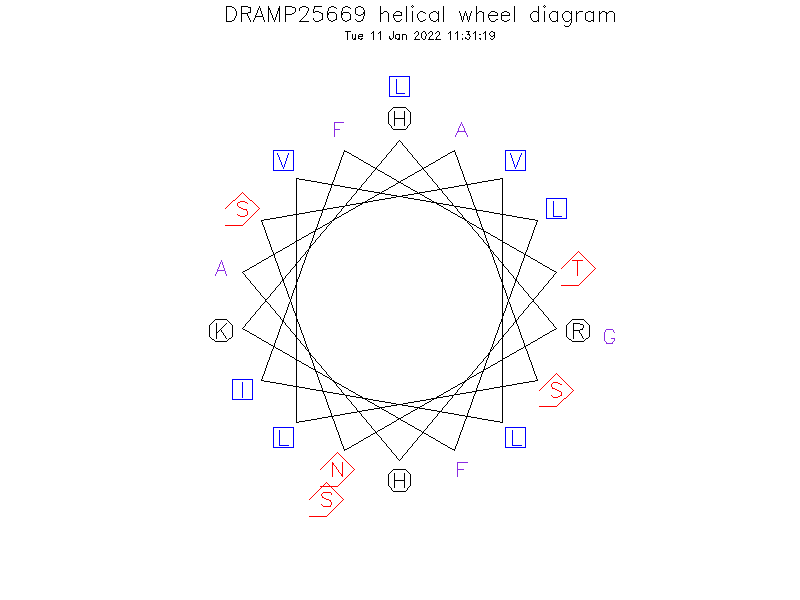 DRAMP25669 helical wheel diagram
Tue 11 Jan 2022 11:31:19
L
H
F A
V V
S L
A T
K R G
I S
L L
N F
H
S